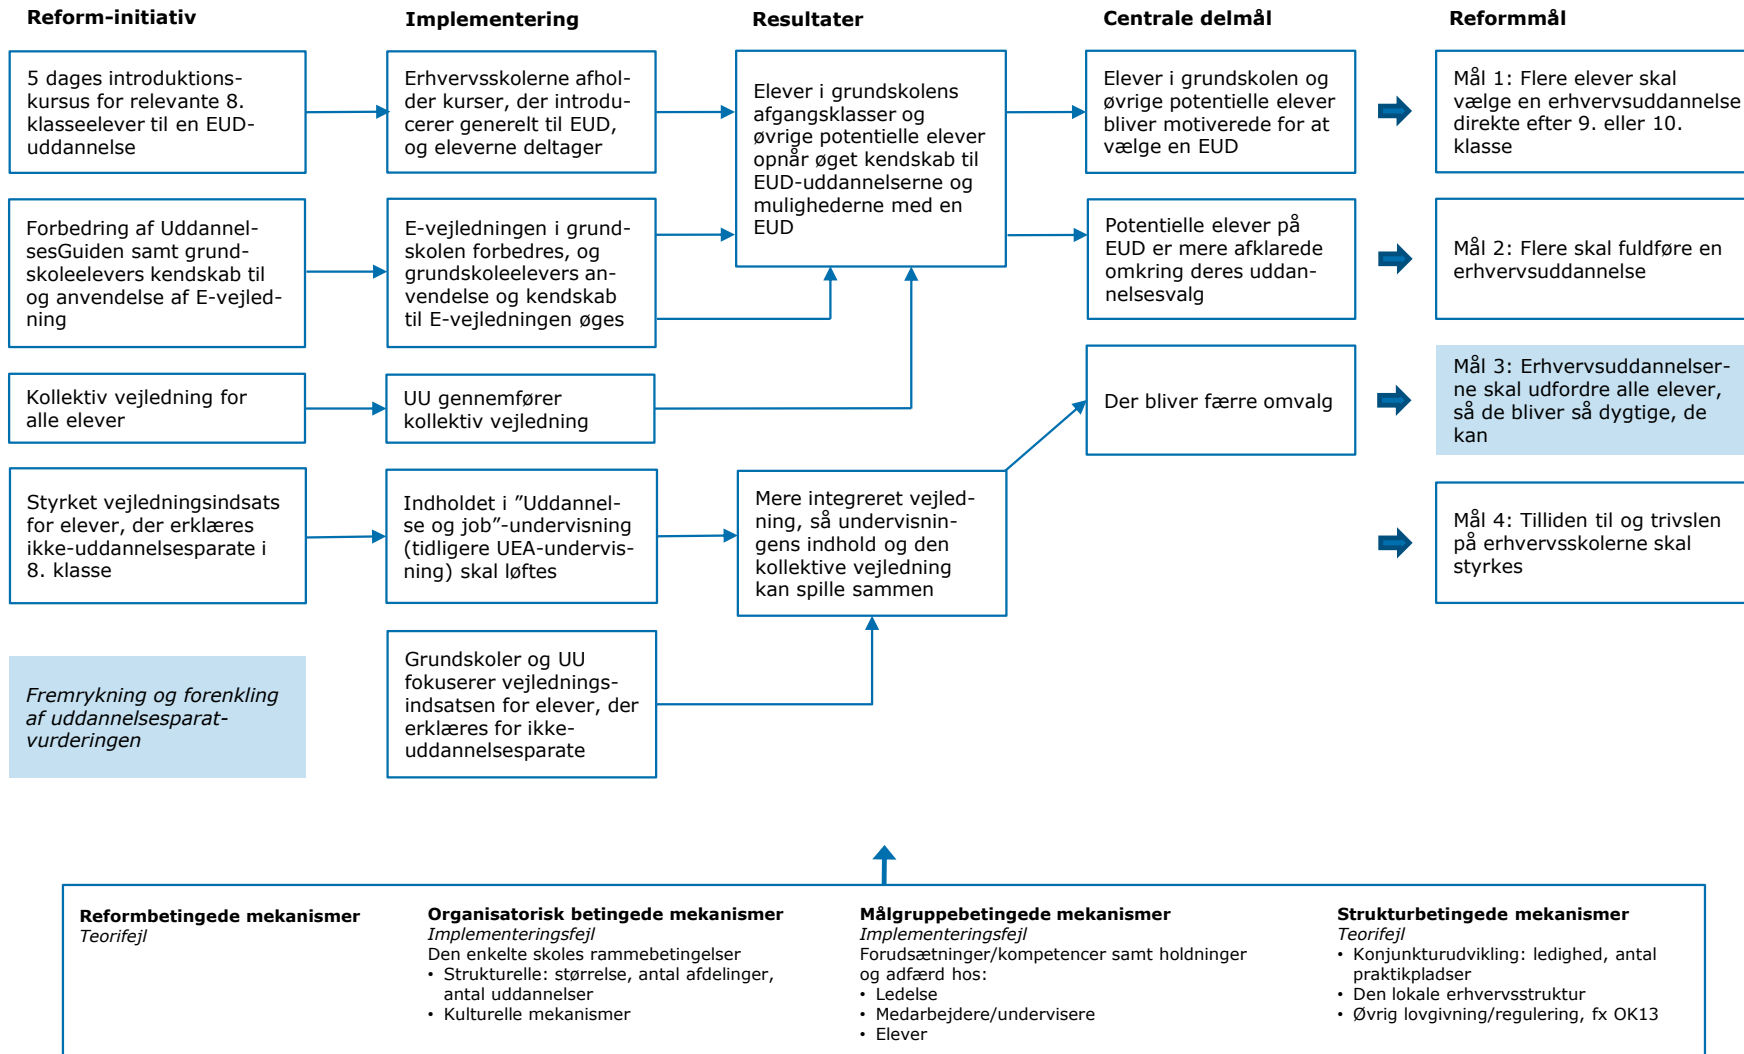 Reform-initiativ
Implementering
Resultater
Centrale delmål
Reformmål
5 dages introduktions-
kursus for relevante 8.
klasseelever til en EUD-
uddannelse
Erhvervsskolerne afhol-
der kurser, der introdu-
cerer generelt til EUD,
og eleverne deltager
Elever i grundskolens
afgangsklasser og
øvrige potentielle elever
opnår øget kendskab til
EUD-uddannelserne og
mulighederne med en
EUD
Elever i grundskolen og
øvrige potentielle elever
bliver motiverede for at
vælge en EUD
Mål 1: Flere elever skal
vælge en erhvervsuddannelse
direkte efter 9. eller 10.
klasse
Forbedring af Uddannel-
sesGuiden samt grund-
skoleelevers kendskab til
og anvendelse af E-vejled-
ning
E-vejledningen i grund-
skolen forbedres, og
grundskoleelevers an-
vendelse og kendskab
til E-vejledningen øges
Potentielle elever på
EUD er mere afklarede
omkring deres uddan-
nelsesvalg
Mål 2: Flere skal fuldføre en
erhvervsuddannelse
Kollektiv vejledning for
alle elever
UU gennemfører
kollektiv vejledning
Der bliver færre omvalg
Mål 3: Erhvervsuddannelser-
ne skal udfordre alle elever,
så de bliver så dygtige, de
kan
Styrket vejledningsindsats
for elever, der erklæres
ikke-uddannelsesparate i
8. klasse
Indholdet i ”Uddannel-
se og job”-undervisning
(tidligere UEA-undervis-
ning) skal løftes
Mere integreret vejled-
ning, så undervisnin-
gens indhold og den
kollektive vejledning
kan spille sammen
Mål 4: Tilliden til og trivslen
på erhvervsskolerne skal
styrkes
Fremrykning og forenkling
af uddannelsesparat-
vurderingen
Grundskoler og UU
fokuserer vejlednings-
indsatsen for elever, der
erklæres for ikke-
uddannelsesparate
Reformbetingede mekanismer
Teorifejl
Organisatorisk betingede mekanismer
Implementeringsfejl
Den enkelte skoles rammebetingelser
• Strukturelle: størrelse, antal afdelinger,
antal uddannelser
• Kulturelle mekanismer
Målgruppebetingede mekanismer
Implementeringsfejl
Forudsætninger/kompetencer samt holdninger
og adfærd hos:
• Ledelse
• Medarbejdere/undervisere
• Elever
Strukturbetingede mekanismer
Teorifejl
• Konjunkturudvikling: ledighed, antal
praktikpladser
• Den lokale erhvervsstruktur
• Øvrig lovgivning/regulering, fx OK13